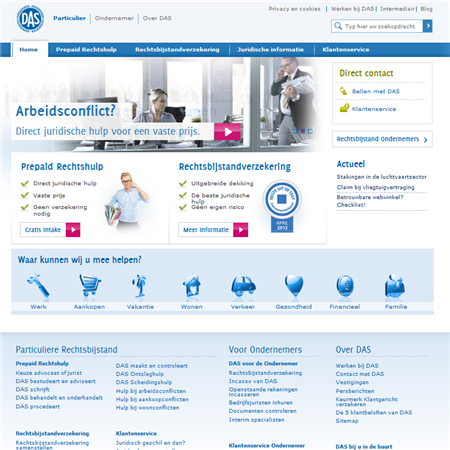 Privacy en cookies | Werken bij DAS | Intermediair | Blog
DAS
Particulier | Ondernemer | Over DAS
Typ hier uw zoekopdracht
Home
Prepaid Rechtshulp
Rechtsbijstandverzekering
Juridische informatie
Klantenservice
Arbeidsconflict?
Direct juridische hulp voor een vaste prijs.
Direct contact
Bellen met DAS
Klantenservice
Rechtsbijstand Ondernemers
Prepaid Rechtshulp
Direct juridische hulp
Vaste prijs
Geen verzekering
nodig
Gratis intake
Rechtsbijstandverzekering
Uitgebreide dekking
De beste juridische
hulp
Géén eigen risico
Meer informatie
APRIL
2012
Actueel
Stakingen in de luchtvaartsector
Claim bij vliegtuigvertraging
Betrouwbare webwinkel?
Checklist!
Waar kunnen wij u mee helpen?
Werk
Aankopen
Vakantie
Wonen
Verkeer
Gezondheid
Financieel
Familie
Particuliere Rechtsbijstand
Prepaid Rechtshulp
Keuze advocaat of jurist
DAS bestudeert en adviseert
DAS schrijft
DAS behandelt en onderhandelt
DAS procedeert
DAS maakt en controleert
DAS Ontslaghulp
DAS Scheidingshulp
Hulp bij arbeidsconflicten
Hulp bij aankoopconflicten
Hulp bij woonconflicten
Rechtsbijstandverzekering
Rechtsbijstandverzekering
samenstellen
Klantenservice
Juridisch geschil en dan?
Voor Ondernemers
DAS voor de Ondernemer
Rechtsbijstandverzekering
Incasso van DAS
Openstaande rekeningen
incasseren
Bedrijfsjuristen inhuren
Documenten controleren
Interim specialisten
Klantenservice Ondernemer
Over DAS
Werken bij DAS
Contact met DAS
Vestigingen
Persberichten
Keurmerk Klantgericht
verzekeren
De 5 klantbeloften van DAS
Sitemap
DAS bij u in de buurt